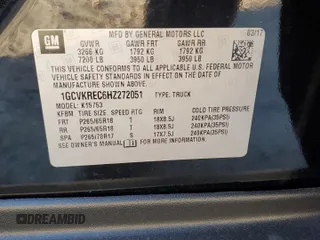 GM
MFD BY GENERAL MOTORS LLC
03/17
GVWR GAWR FRT GAWR RR
3266 KG 1792 KG 1792 KG
7200 LB 3950 LB 3950 LB
THIS VEHICLE CONFORMS TO ALL APPLICABLE
FEDERAL MOTOR VEHICLE SAFETY
STANDARDS IN EFFECT ON THE DATE OF
MANUFACTURE SHOWN ABOVE.
1GCVKREC6HZ272051 TYPE: TRUCK
K15753
TIRE SIZE SPEED RTG RIM COLD TIRE PRESSURE
FRT P265/65R18 T 18X8.5J 240KPA(35PSI)
RR P265/65R18 T 18X8.5J 240KPA(35PSI)
SPA P265/70R17 S 17X7.5J 240KPA(35PSI)
SEE OWNER'S MANUAL FOR MORE INFORMATION.
DREAMBID